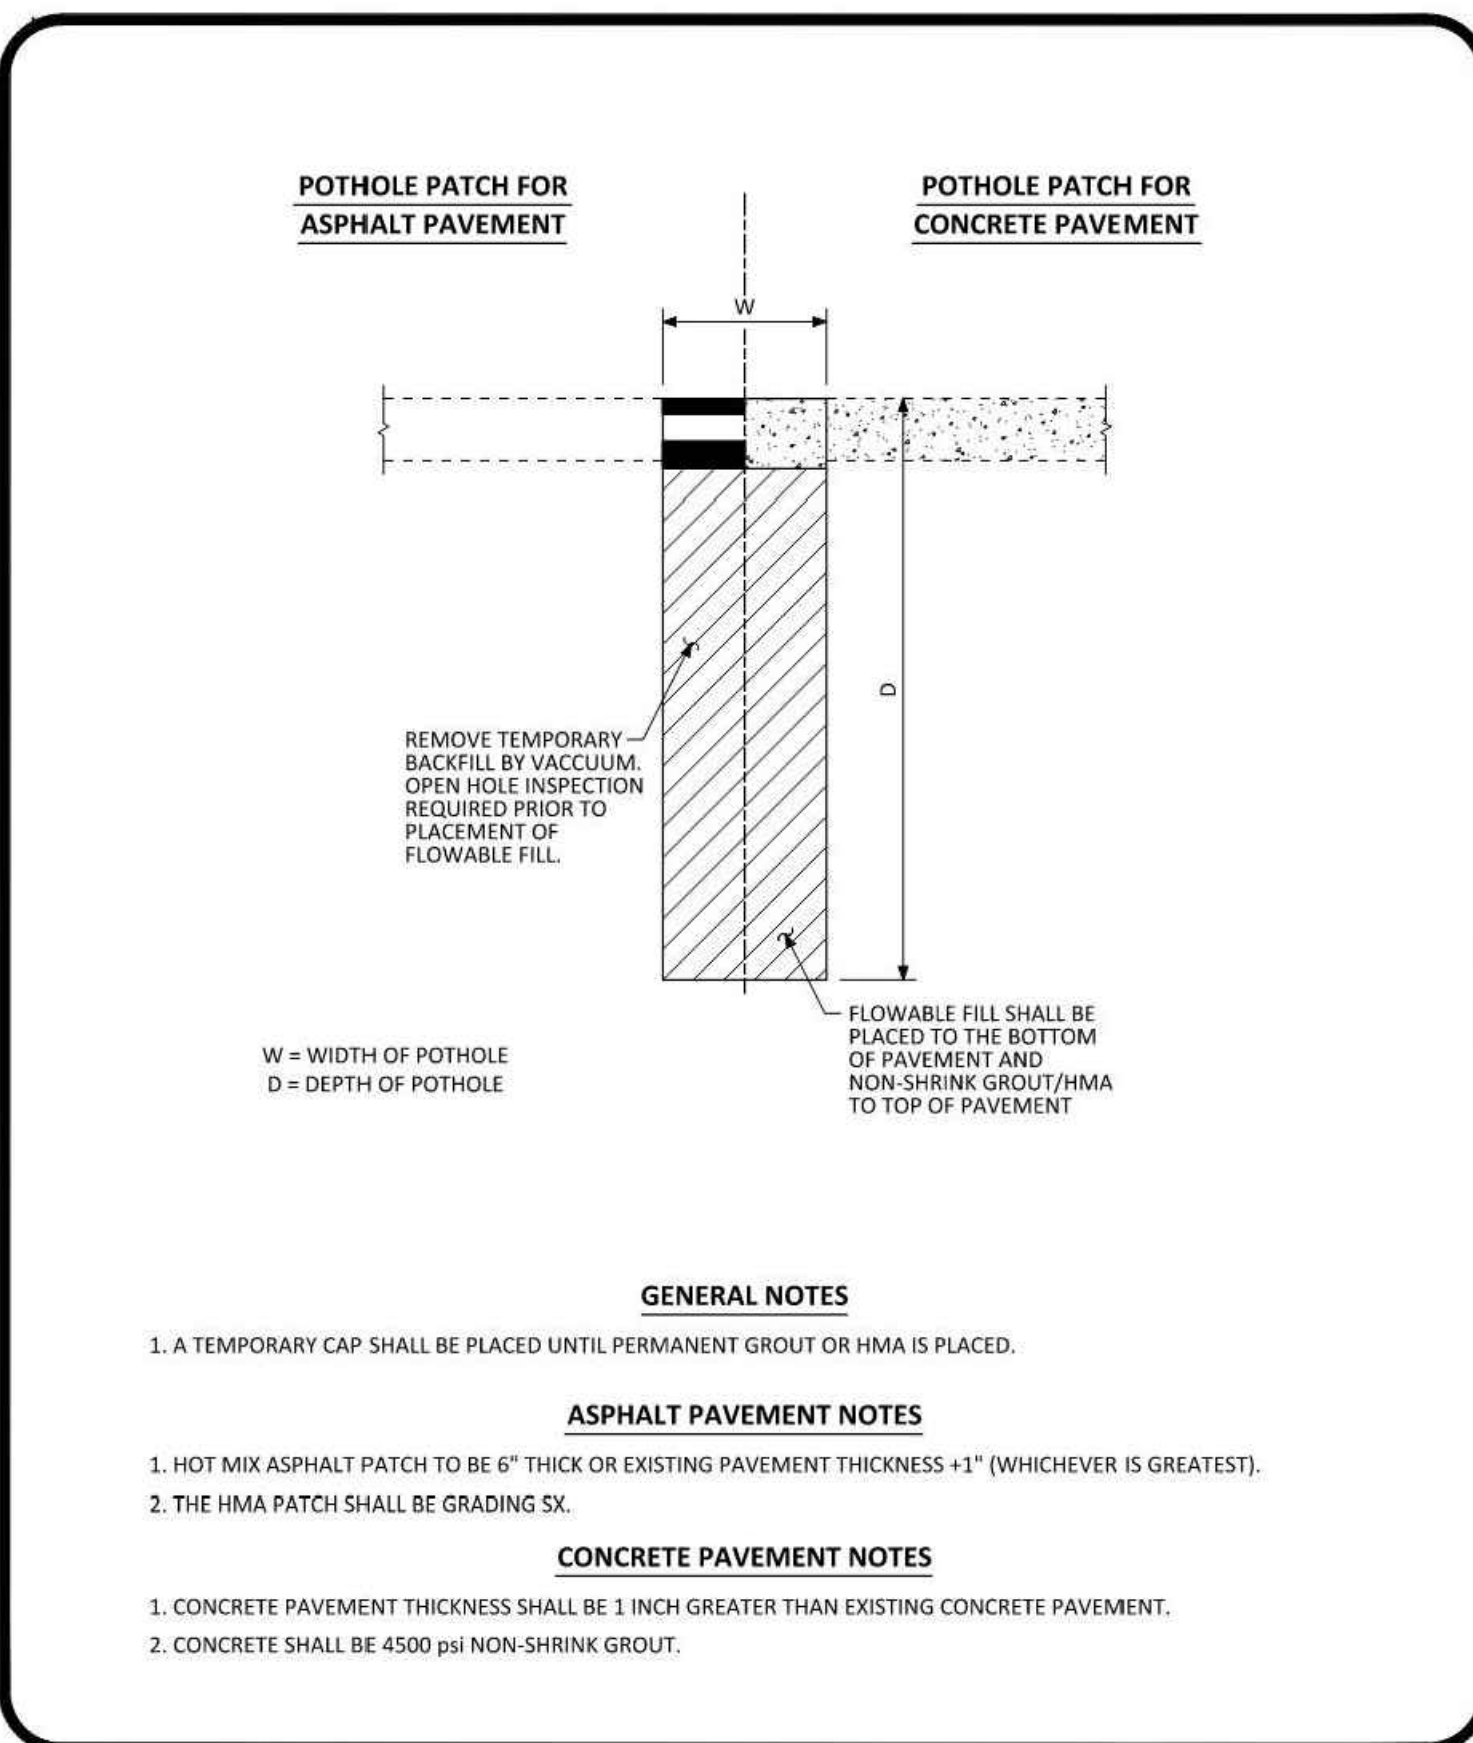 POTHOLE PATCH FOR
ASPHALT PAVEMENT
POTHOLE PATCH FOR
CONCRETE PAVEMENT
W
D
REMOVE TEMPORARY
BACKFILL BY VACCUUM.
OPEN HOLE INSPECTION
REQUIRED PRIOR TO
PLACEMENT OF
FLOWABLE FILL.
FLOWABLE FILL SHALL BE
PLACED TO THE BOTTOM
OF PAVEMENT AND
NON-SHRINK GROUT/HMA
TO TOP OF PAVEMENT
W = WIDTH OF POTHOLE
D = DEPTH OF POTHOLE
GENERAL NOTES
1. A TEMPORARY CAP SHALL BE PLACED UNTIL PERMANENT GROUT OR HMA IS PLACED.
ASPHALT PAVEMENT NOTES
1. HOT MIX ASPHALT PATCH TO BE 6" THICK OR EXISTING PAVEMENT THICKNESS +1" (WHICHEVER IS GREATEST).
2. THE HMA PATCH SHALL BE GRADING SX.
CONCRETE PAVEMENT NOTES
1. CONCRETE PAVEMENT THICKNESS SHALL BE 1 INCH GREATER THAN EXISTING CONCRETE PAVEMENT.
2. CONCRETE SHALL BE 4500 psi NON-SHRINK GROUT.